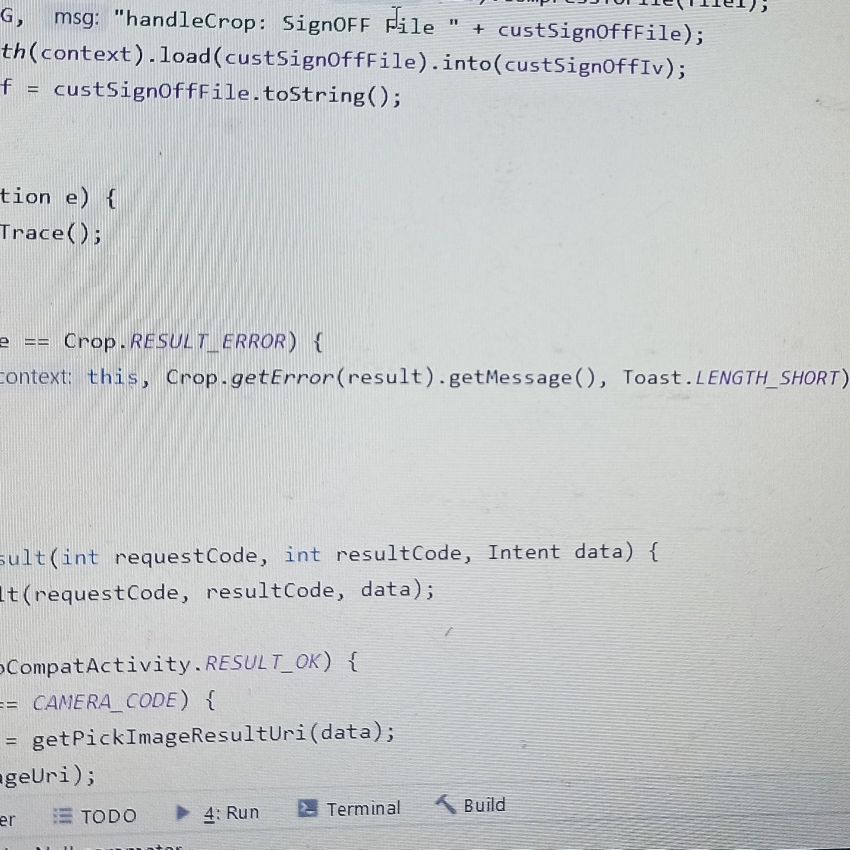 G, msg: "handleCrop: SignOFF File " + custSignOffFile);
th(context).load(custSignOffFile).into(custSignOffIv);
f = custSignOffFile.toString();
tion e) {
Trace();
e == Crop.RESULT_ERROR) {
context: this, Crop.getError(result).getMessage(), Toast.LENGTH_SHORT)
sult(int requestCode, int resultCode, Intent data) {
lt(requestCode, resultCode, data);
CompatActivity.RESULT_OK) {
== CAMERA_CODE) {
= getPickImageResultUri(data);
ageUri);
er TODO 4: Run Terminal Build